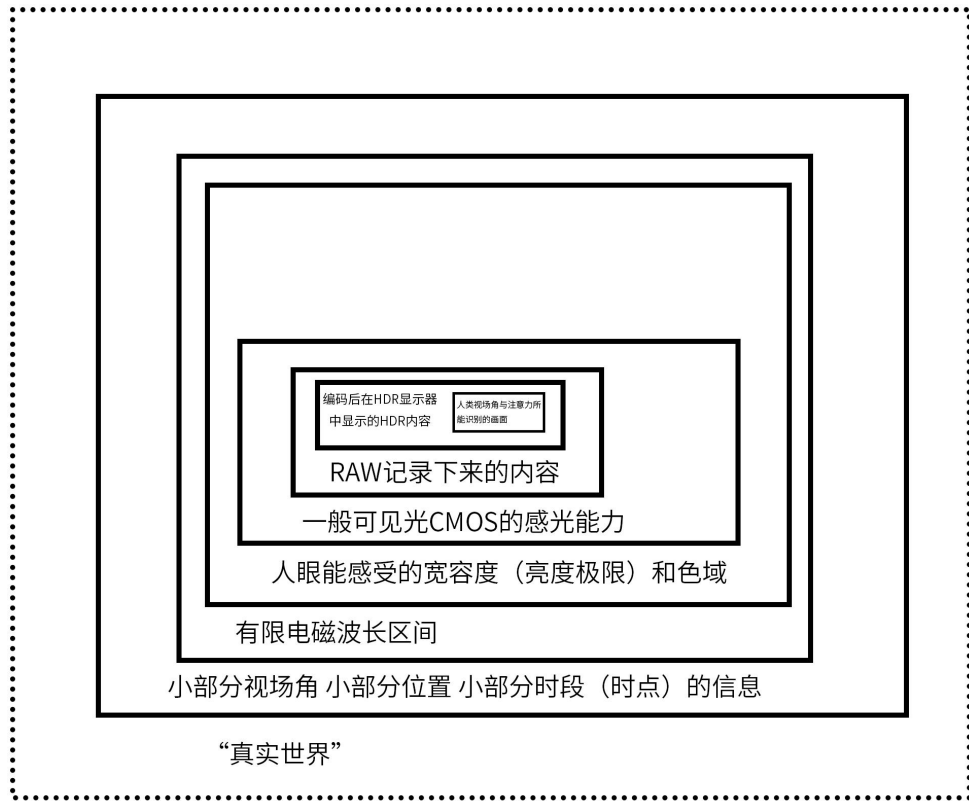 编码后在HDR显示器
中显示的HDR内容
人类视场角与注意力所
能识别的画面
RAW记录下来的内容
一般可见光CMOS的感光能力
人眼能感受的宽容度（亮度极限）和色域
有限电磁波长区间
小部分视场角 小部分位置 小部分时段（时点）的信息
“真实世界”